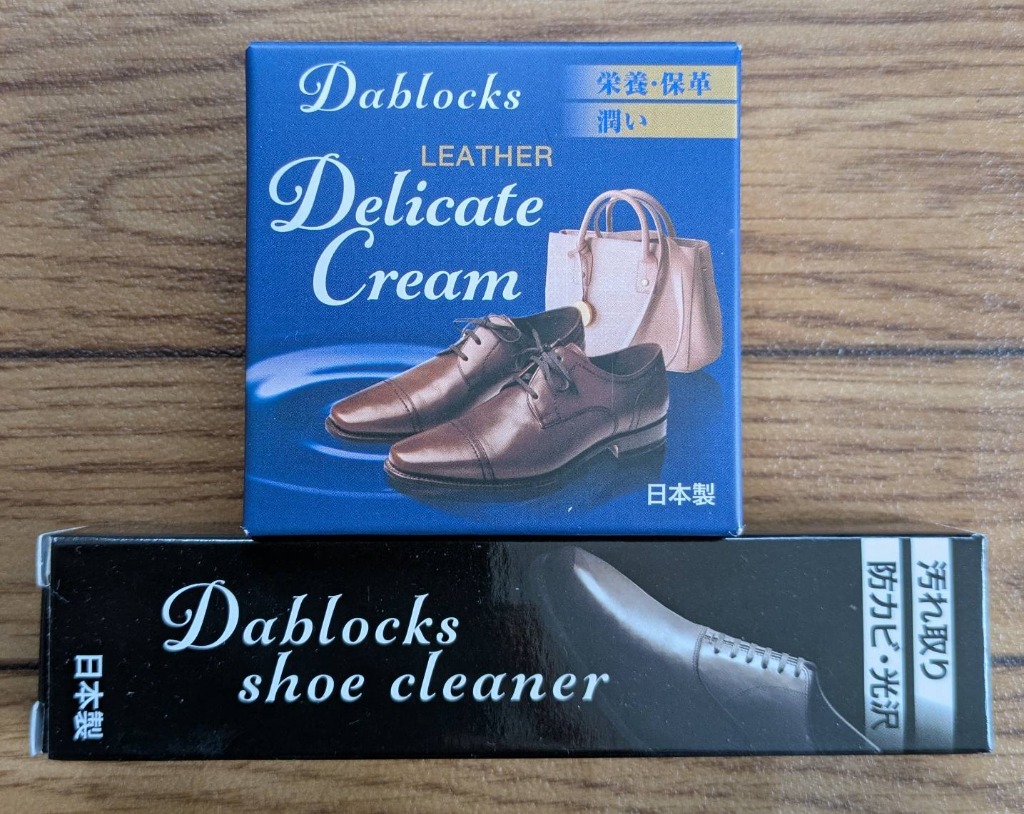 Dablocks
栄養・保革
潤い
LEATHER
Delicate
Cream
日本製
Dablocks
shoe cleaner
日本製
汚れ取り
防カビ・光沢